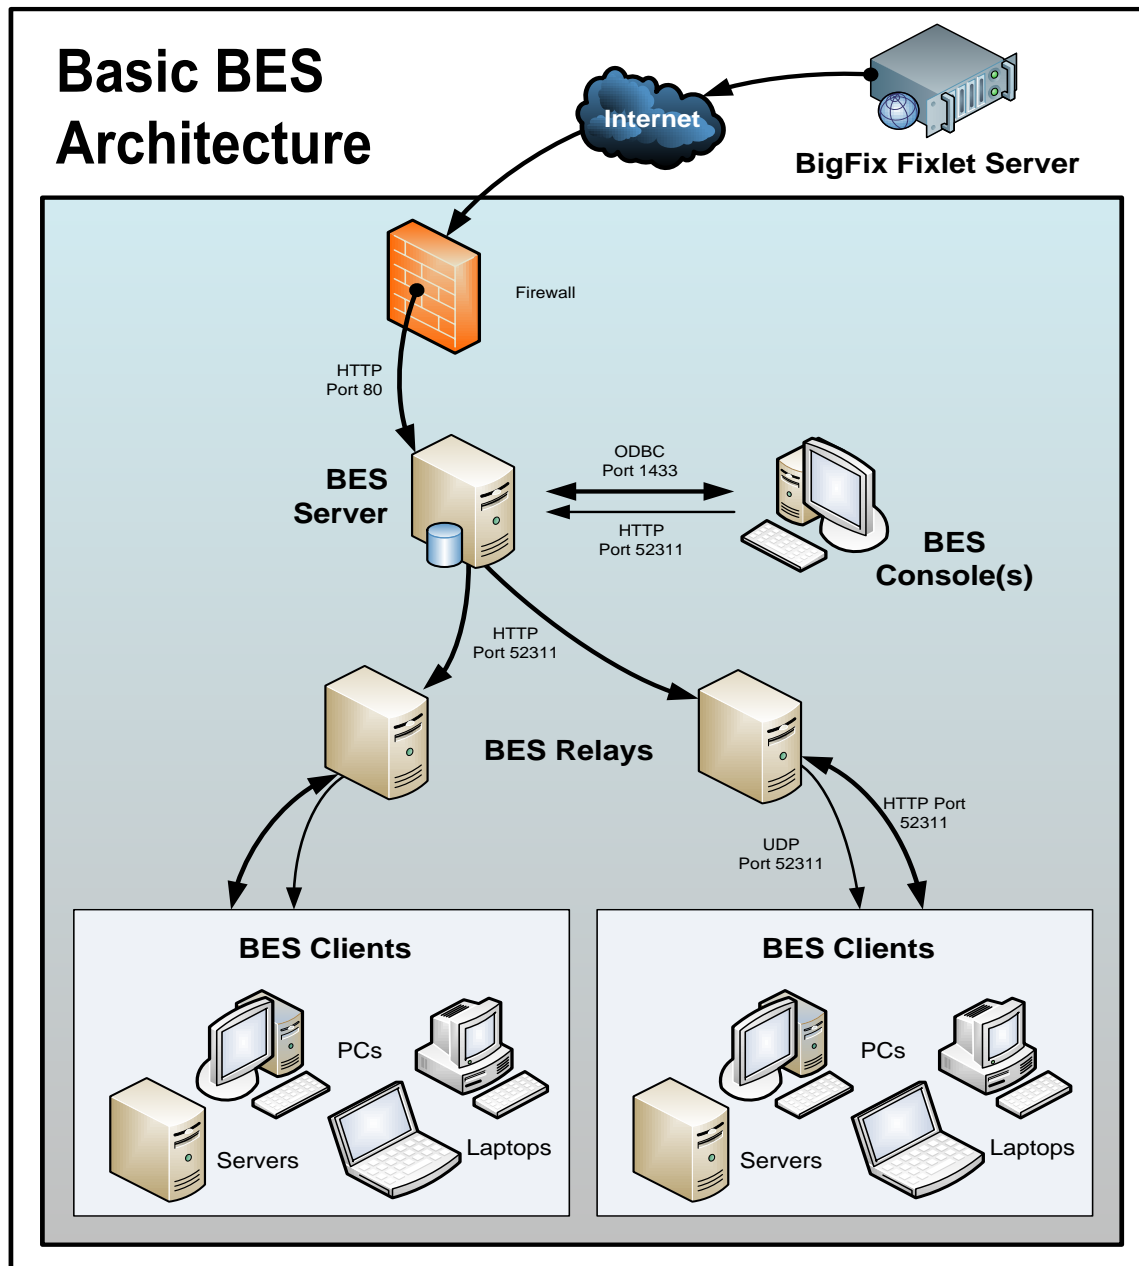 Basic BES
Architecture
Internet
BigFix Fixlet Server
Firewall
HTTP
Port 80
BES
Server
ODBC
Port 1433
HTTP
Port 52311
BES
Console(s)
HTTP
Port 52311
BES Relays
HTTP Port
52311
UDP
Port 52311
BES Clients
PCs
Servers
Laptops
BES Clients
PCs
Servers
Laptops